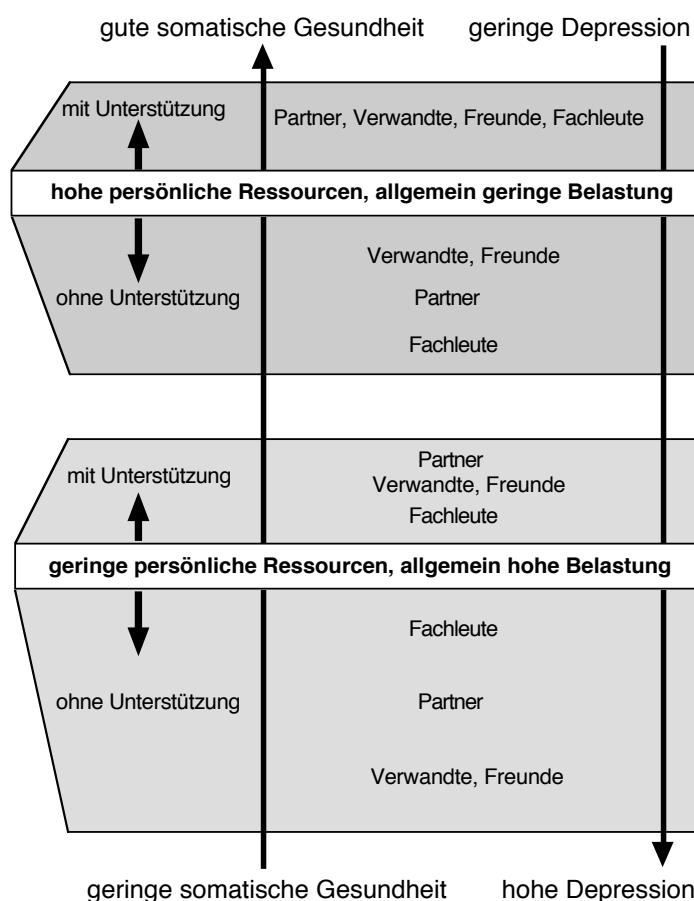 gute somatische Gesundheit geringe Depression
mit Unterstützung
Partner, Verwandte, Freunde, Fachleute
hohe persönliche Ressourcen, allgemein geringe Belastung
Verwandte, Freunde
ohne Unterstützung Partner
Fachleute
Partner
mit Unterstützung
Verwandte, Freunde
Fachleute
geringe persönliche Ressourcen, allgemein hohe Belastung
Fachleute
ohne Unterstützung Partner
Verwandte, Freunde
geringe somatische Gesundheit hohe Depression